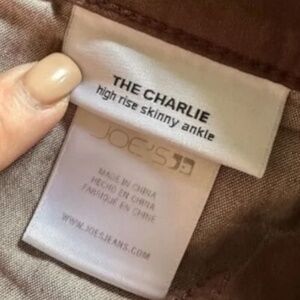 THE CHARLIE
high rise skinny ankle
JOE'S
MADE IN CHINA
HECHO EN CHINA
FABRIQUÉ EN CHINE
WWW.JOESJEANS.COM